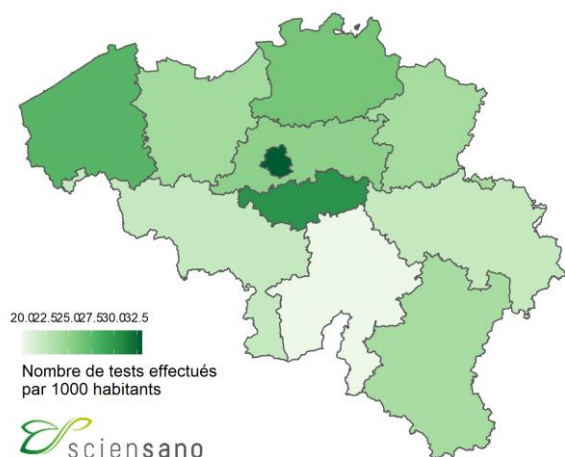 20.022.525.027.530.032.5
Nombre de tests effectués
par 1000 habitants
sciensano